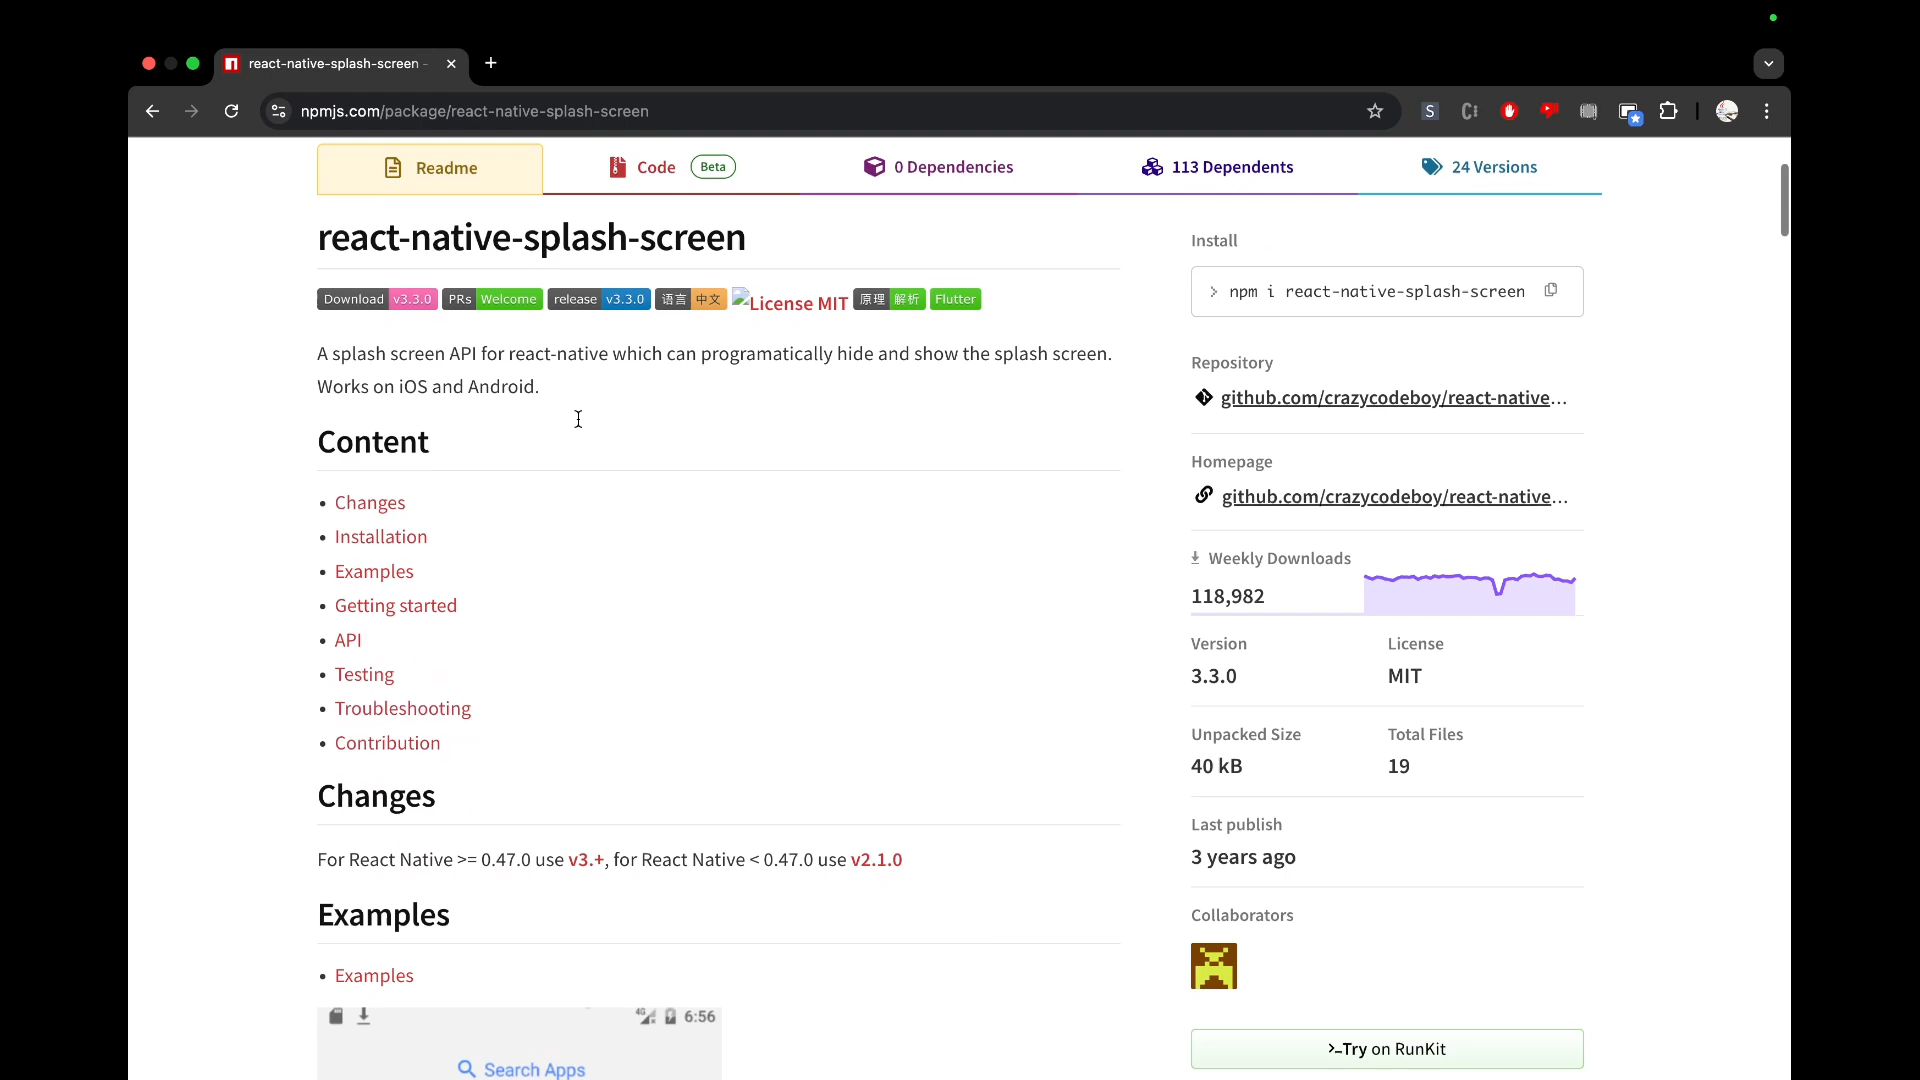 react-native-splash-screen -
npmjs.com/package/react-native-splash-screen
Readme
Code
Beta
0 Dependencies
113 Dependents
24 Versions
react-native-splash-screen
Download v3.3.0 PRs Welcome release v3.3.0 语言 中文 License MIT 原理 解析 Flutter
A splash screen API for react-native which can programatically hide and show the splash screen.
Works on iOS and Android.
Content
Changes
Installation
Examples
Getting started
API
Testing
Troubleshooting
Contribution
Changes
For React Native >= 0.47.0 use v3.+, for React Native < 0.47.0 use v2.1.0
Examples
Examples
4G 6:56
Search Apps
Install
> npm i react-native-splash-screen
Repository
github.com/crazycodeboy/react-native...
Homepage
github.com/crazycodeboy/react-native...
Weekly Downloads
118,982
Version License
3.3.0 MIT
Unpacked Size Total Files
40 kB 19
Last publish
3 years ago
Collaborators
>_Try on RunKit